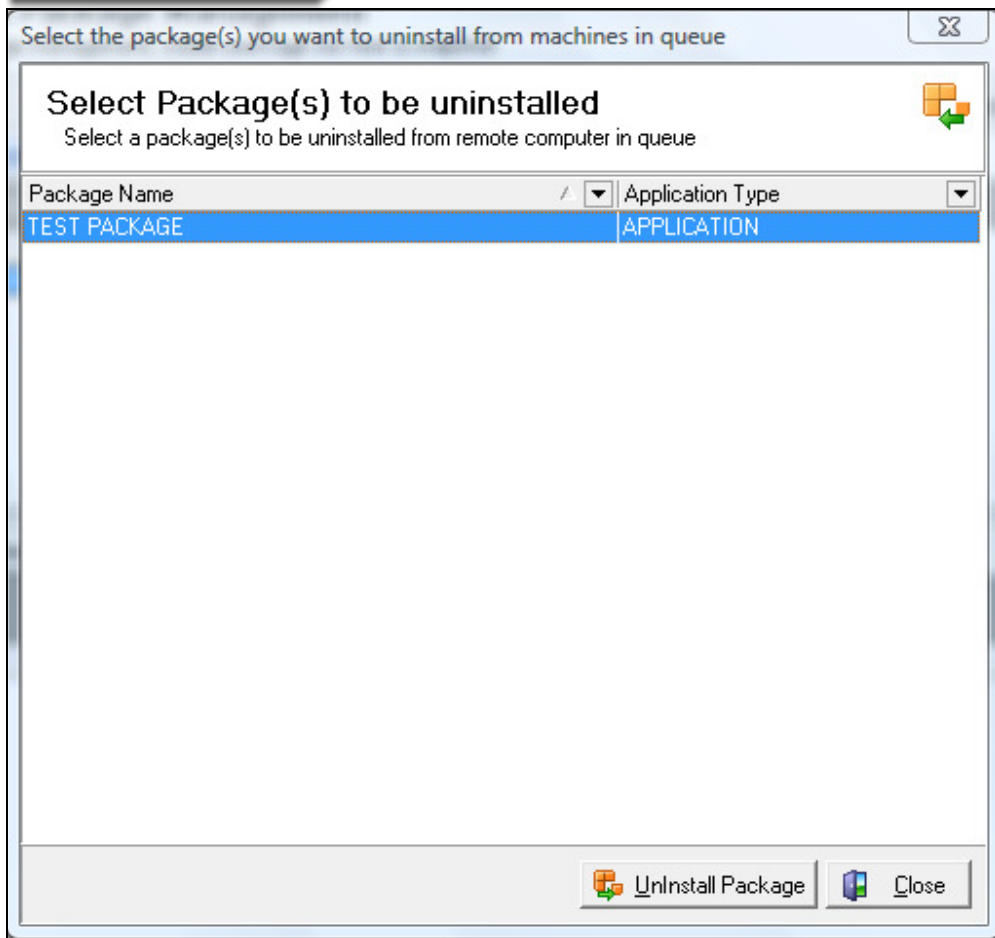 Select the package(s) you want to uninstall from machines in queue
Select Package(s) to be uninstalled
Select a package(s) to be uninstalled from remote computer in queue
Package Name Application Type
TEST PACKAGE APPLICATION
UnInstall Package Close